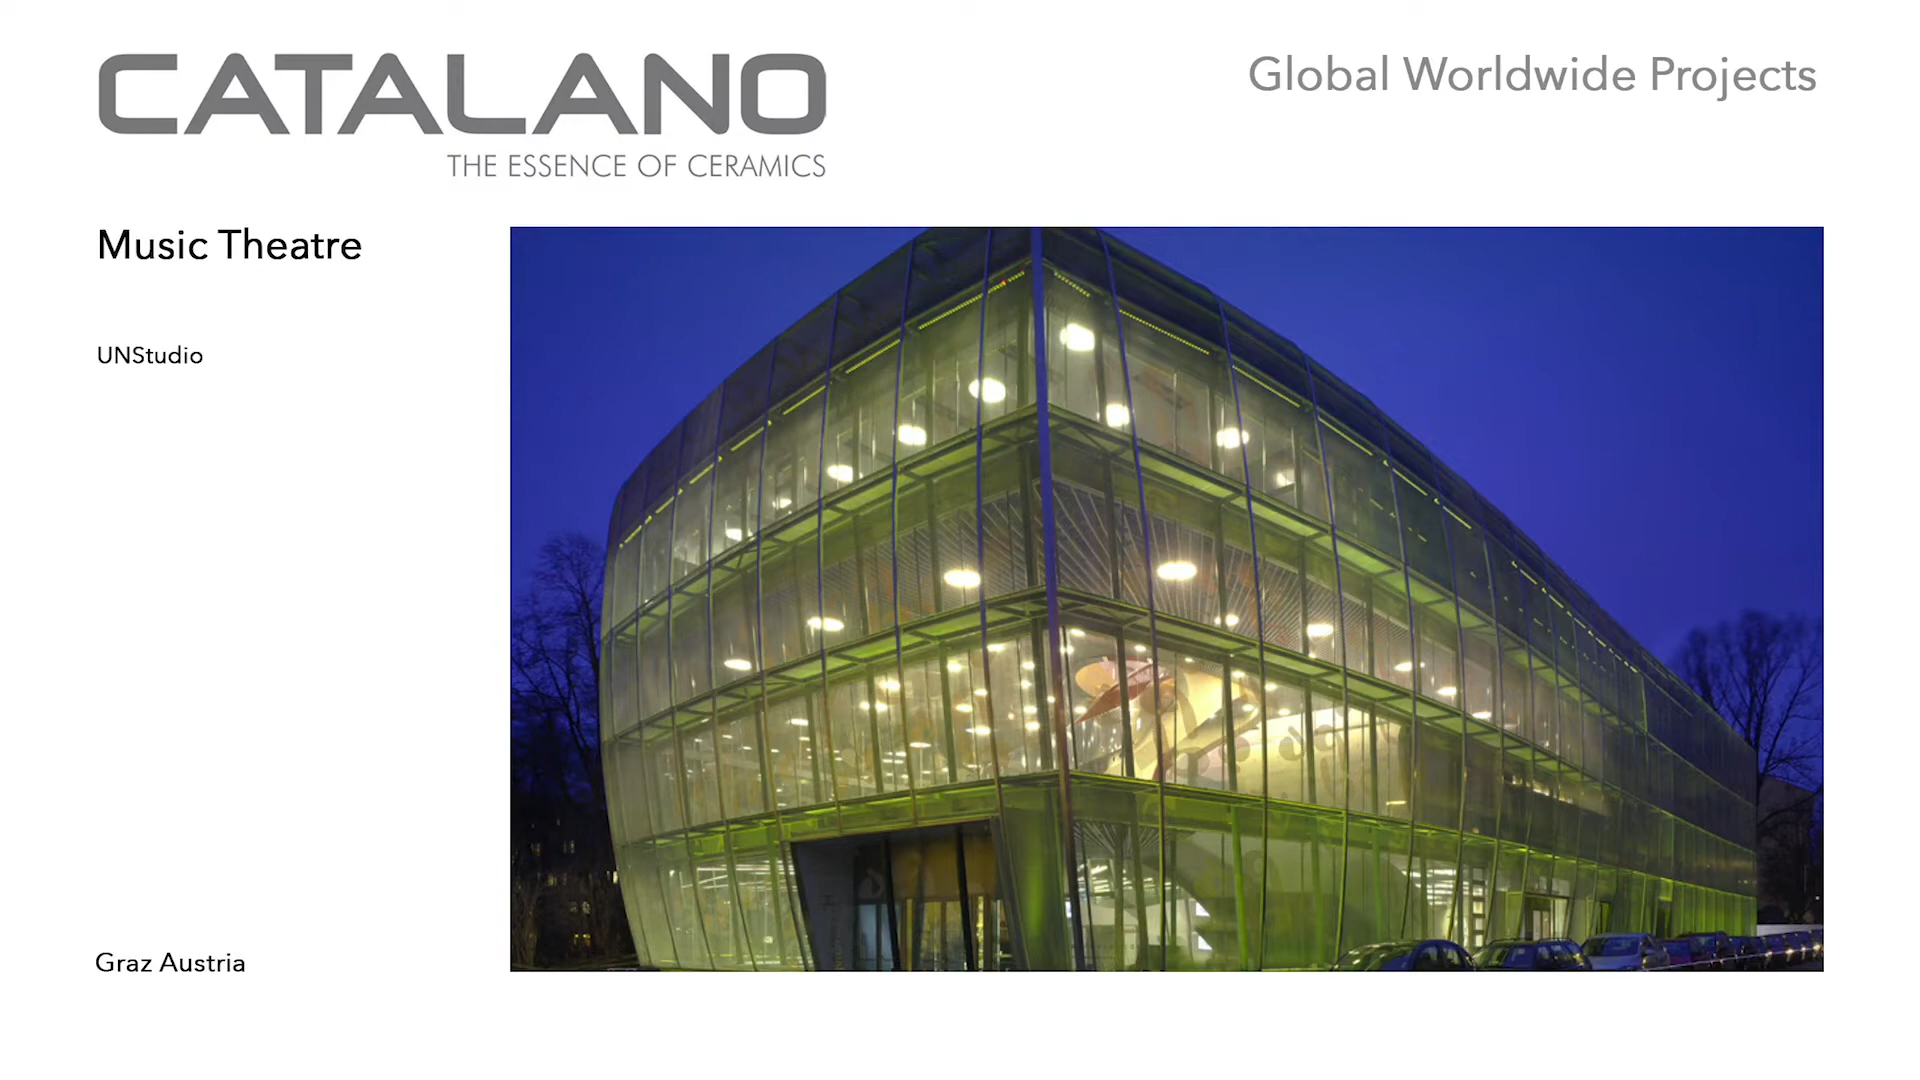 CATALANO
THE ESSENCE OF CERAMICS
Global Worldwide Projects
Music Theatre
UNStudio
Graz Austria